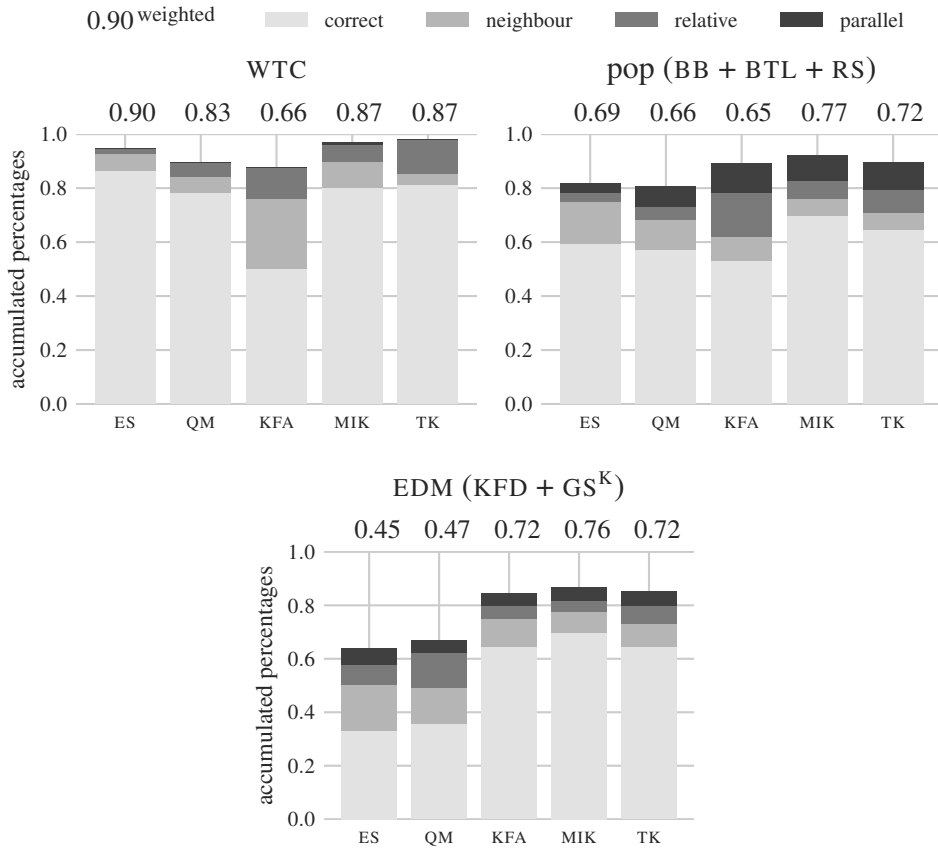 0.90 weighted correct neighbour relative parallel
WTC
0.90 0.83 0.66 0.87 0.87
accumulated percentages
1.0
0.8
0.6
0.4
0.2
0.0
ES QM KFA MIK TK
pop (BB + BTL + RS)
0.69 0.66 0.65 0.77 0.72
1.0
0.8
0.6
0.4
0.2
0.0
ES QM KFA MIK TK
EDM (KFD + GS^K)
0.45 0.47 0.72 0.76 0.72
accumulated percentages
1.0
0.8
0.6
0.4
0.2
0.0
ES QM KFA MIK TK